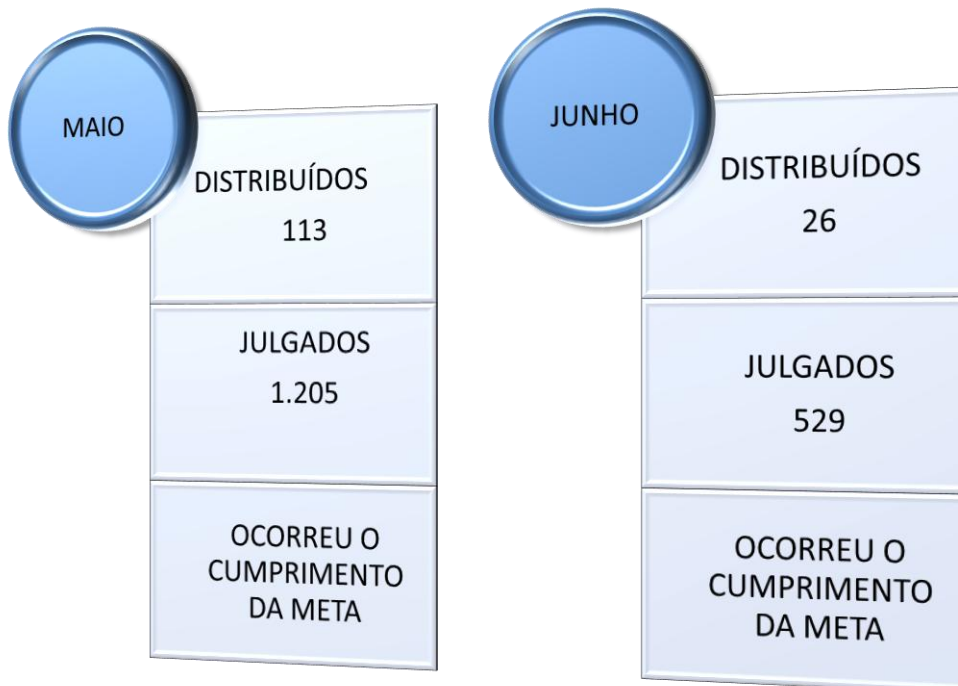 MAIO
DISTRIBUÍDOS
113
JULGADOS
1.205
OCORREU O
CUMPRIMENTO
DA META
JUNHO
DISTRIBUÍDOS
26
JULGADOS
529
OCORREU O
CUMPRIMENTO
DA META